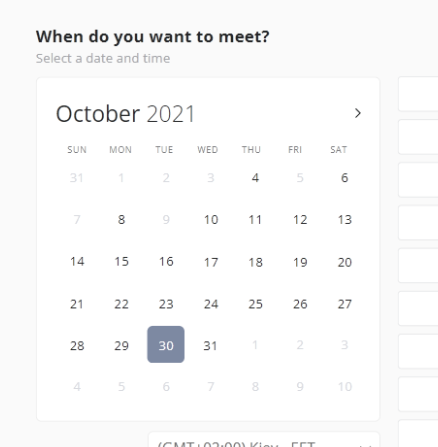 When do you want to meet?
Select a date and time
October 2021
SUN MON TUE WED THU FRI SAT
31 1 2 3 4 5 6
7 8 9 10 11 12 13
14 15 16 17 18 19 20
21 22 23 24 25 26 27
28 29 30 31 1 2 3
4 5 6 7 8 9 10
(GMT+02:00) Kiev - EET